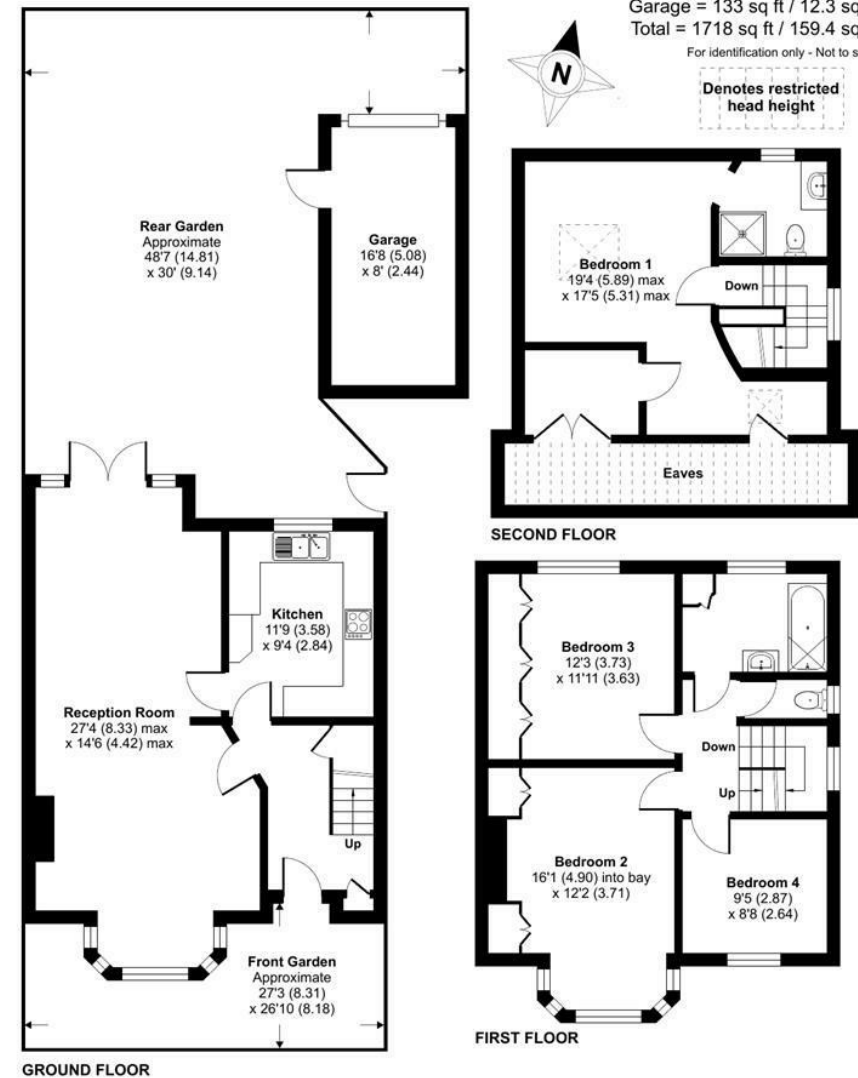 Garage = 133 sq ft / 12.3 sq
Total = 1718 sq ft / 159.4 sq
For identification only - Not to s
N
Denotes restricted
head height
Rear Garden
Approximate
48'7 (14.81)
x 30' (9.14)
Garage
16'8 (5.08)
x 8' (2.44)
Bedroom 1
19'4 (5.89) max
x 17'5 (5.31) max
Down
Eaves
SECOND FLOOR
Kitchen
11'9 (3.58)
x 9'4 (2.84)
Reception Room
27'4 (8.33) max
x 14'6 (4.42) max
Up
Front Garden
Approximate
27'3 (8.31)
x 26'10 (8.18)
GROUND FLOOR
Bedroom 3
12'3 (3.73)
x 11'11 (3.63)
Down
Up
Bedroom 2
16'1 (4.90) into bay
x 12'2 (3.71)
Bedroom 4
9'5 (2.87)
x 8'8 (2.64)
FIRST FLOOR